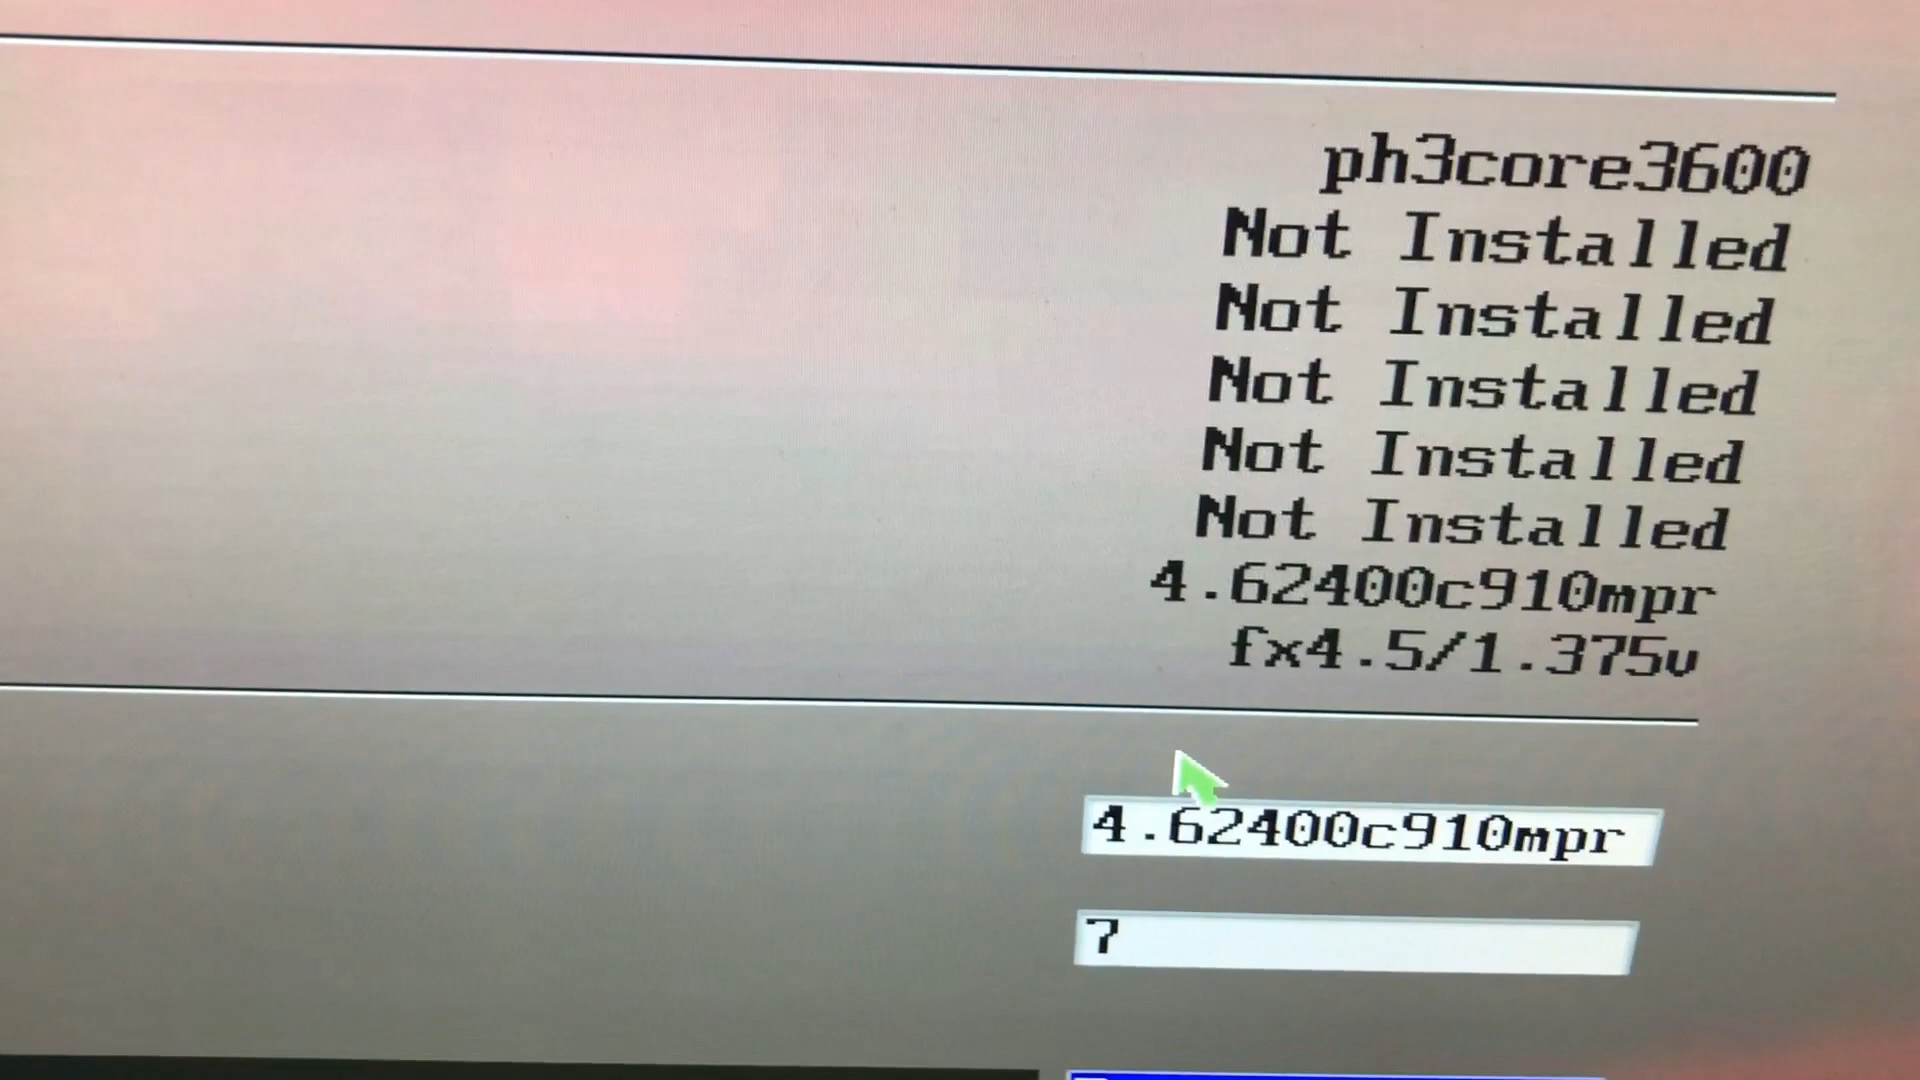 ph3core3600
Not Installed
Not Installed
Not Installed
Not Installed
Not Installed
4.62400c910mpr
fx4.5/1.375v
4.62400c910mpr
7